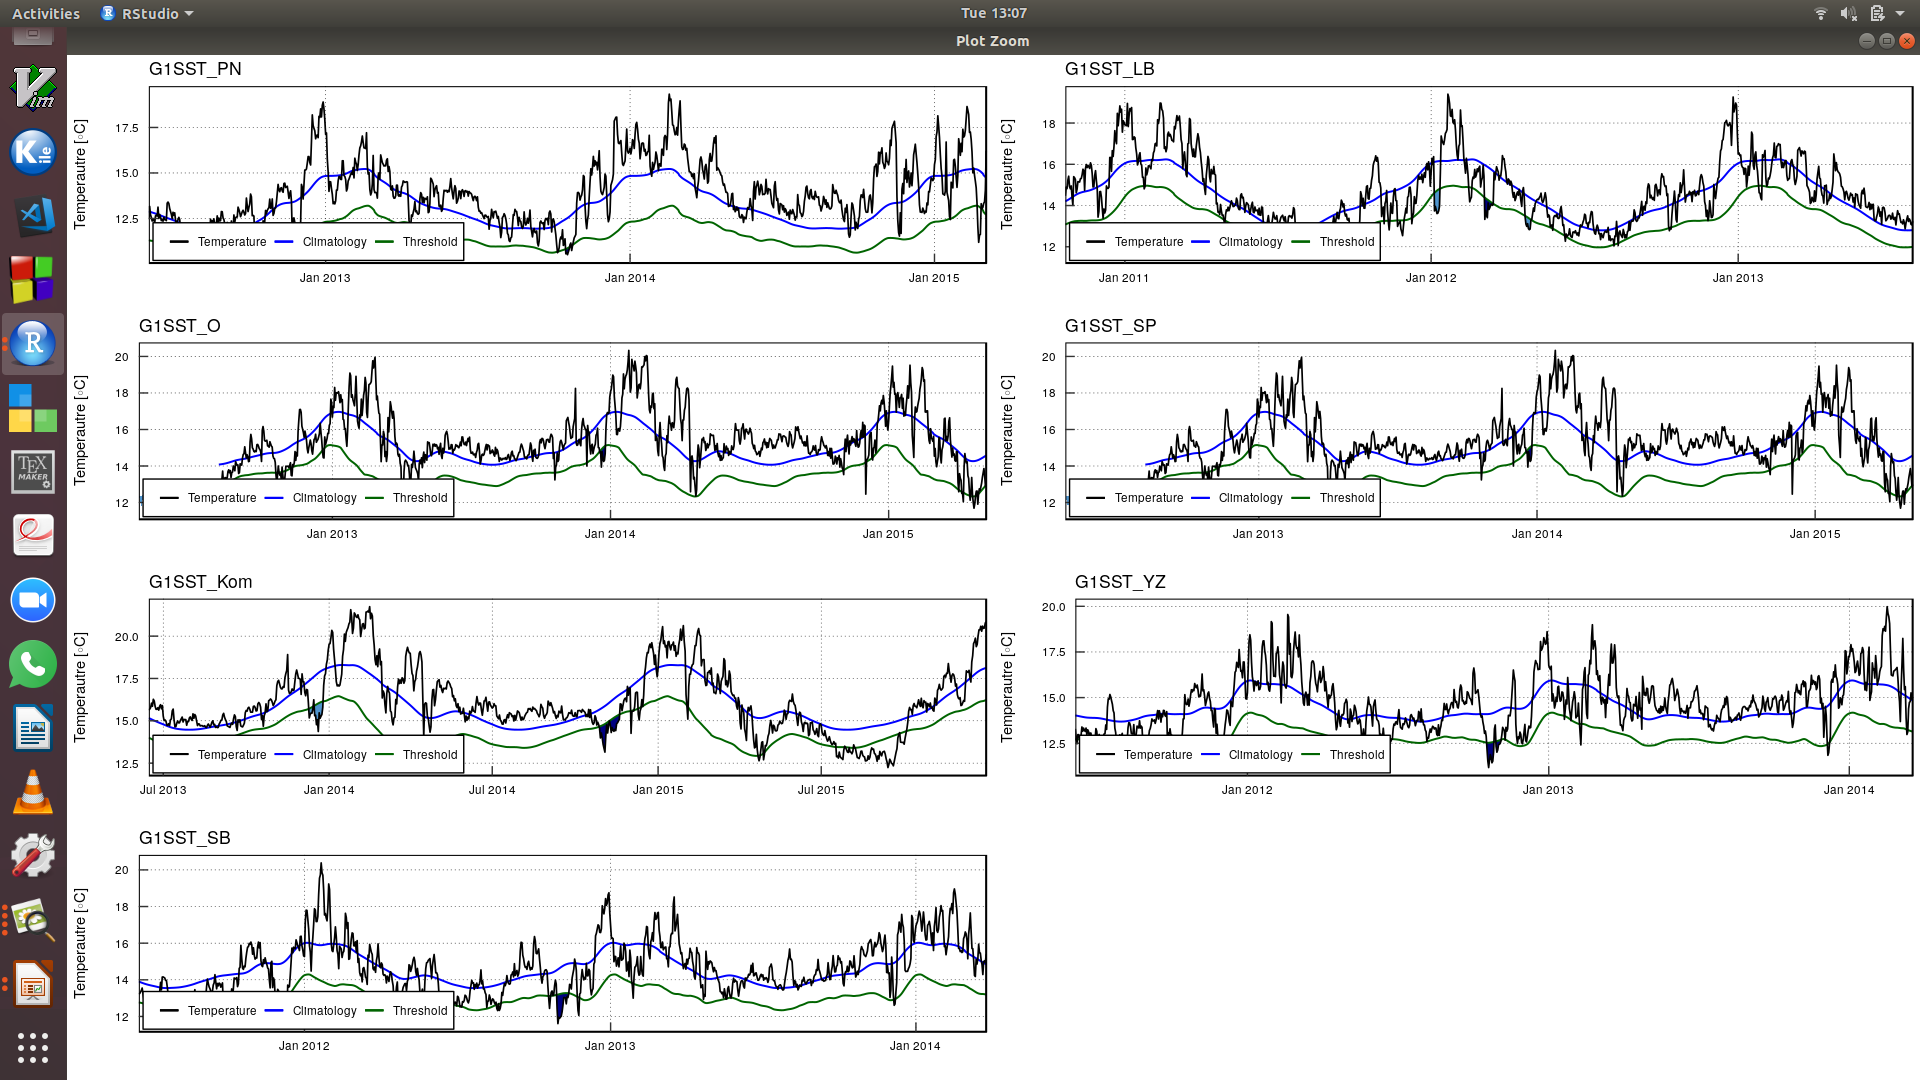 Activities RStudio Tue 13:07
Plot Zoom
G1SST_PN
Temperautre [◦C]
17.5
15.0
12.5
Temperature Climatology Threshold
Jan 2013 Jan 2014 Jan 2015
G1SST_LB
Temperautre [◦C]
18
16
14
12
Temperature Climatology Threshold
Jan 2011 Jan 2012 Jan 2013
G1SST_O
Temperautre [◦C]
20
18
16
14
12
Temperature Climatology Threshold
Jan 2013 Jan 2014 Jan 2015
G1SST_SP
Temperautre [◦C]
20
18
16
14
12
Temperature Climatology Threshold
Jan 2013 Jan 2014 Jan 2015
G1SST_Kom
Temperautre [◦C]
20.0
17.5
15.0
12.5
Temperature Climatology Threshold
Jul 2013 Jan 2014 Jul 2014 Jan 2015 Jul 2015
G1SST_YZ
Temperautre [◦C]
20.0
17.5
15.0
12.5
Temperature Climatology Threshold
Jan 2012 Jan 2013 Jan 2014
G1SST_SB
Temperautre [◦C]
20
18
16
14
12
Temperature Climatology Threshold
Jan 2012 Jan 2013 Jan 2014
Vim
Kile
R
TEX
MAKER